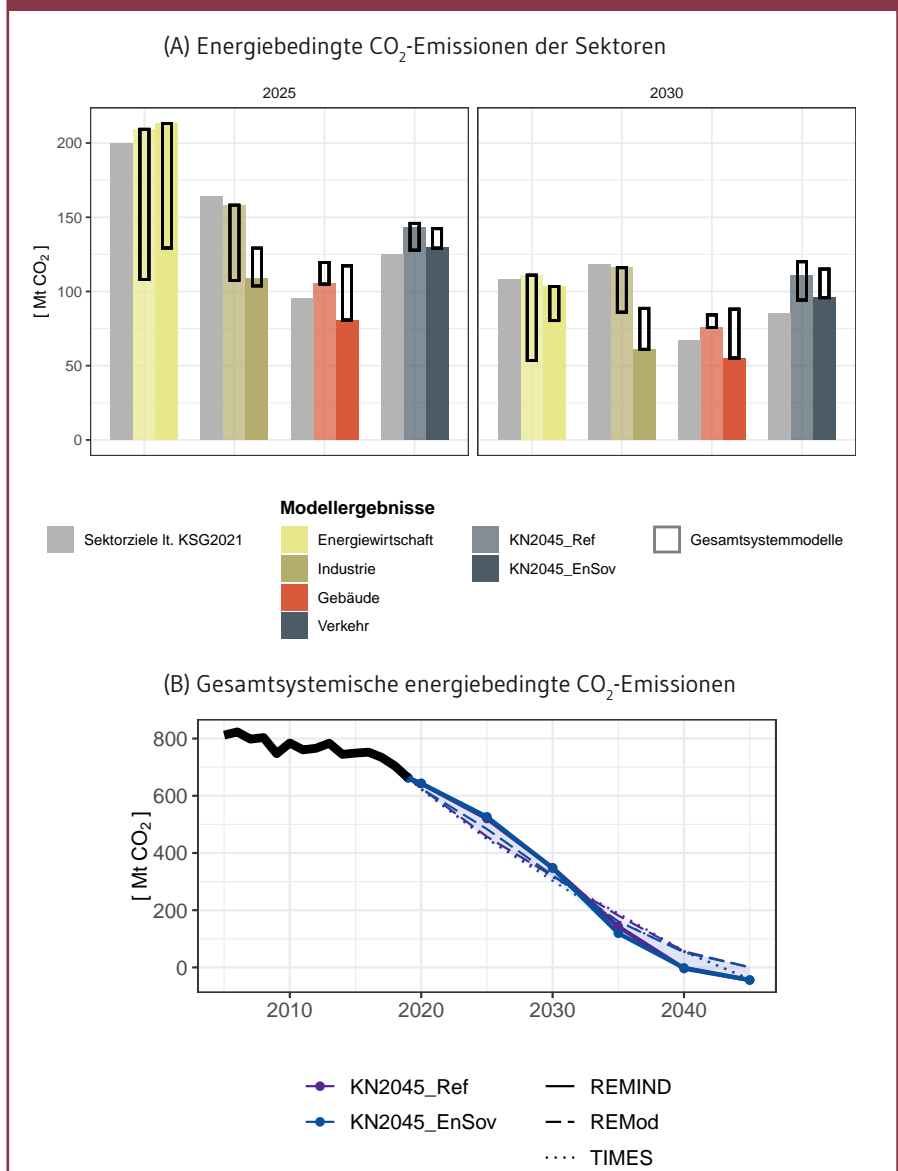 (A) Energiebedingte CO₂-Emissionen der Sektoren
2025 2030
200
150
100
50
0
[ Mt CO₂ ]
Modellergebnisse
Sektorziele lt. KSG2021 Energiewirtschaft KN2045_Ref Gesamtsystemmodelle
Industrie KN2045_EnSov
Gebäude
Verkehr
(B) Gesamtsystemische energiebedingte CO₂-Emissionen
800
600
400
200
0
[ Mt CO₂ ]
2010 2020 2030 2040
KN2045_Ref REMIND
KN2045_EnSov REMod
TIMES